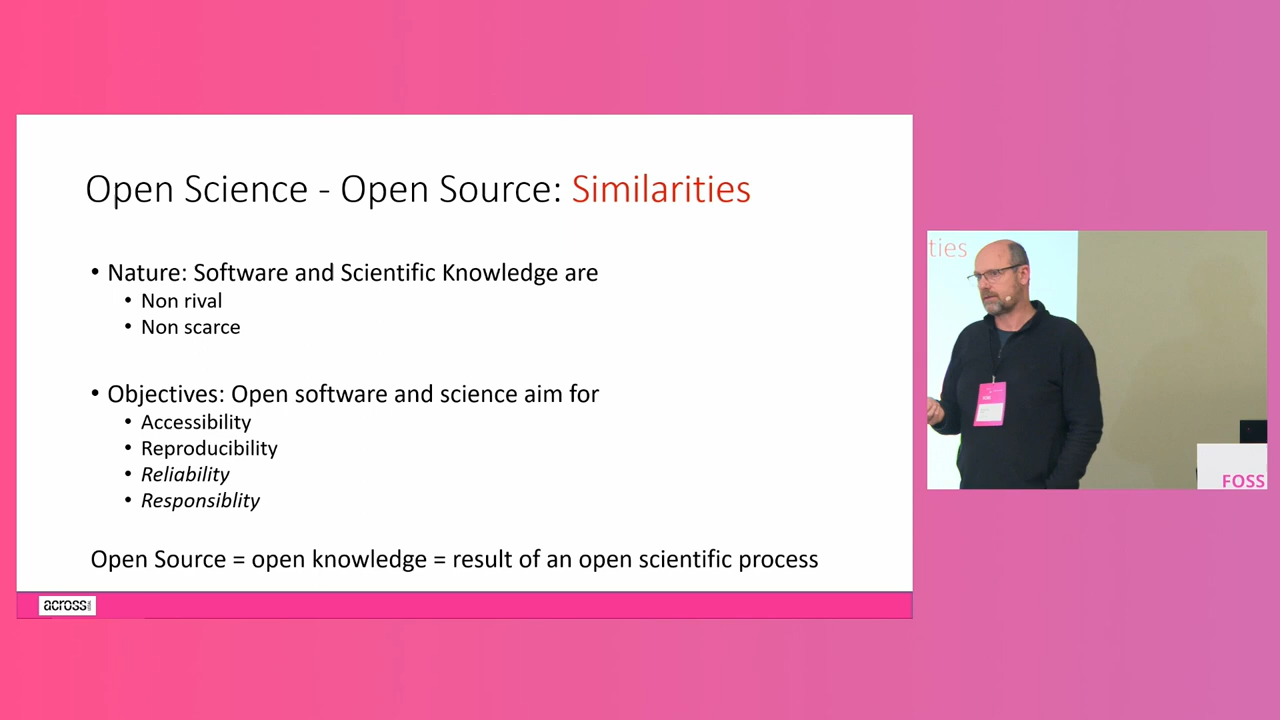 Open Science - Open Source: Similarities
• Nature: Software and Scientific Knowledge are
• Non rival
• Non scarce
• Objectives: Open software and science aim for
• Accessibility
• Reproducibility
• Reliability
• Responsiblity
Open Source = open knowledge = result of an open scientific process
across
ties
FOSS